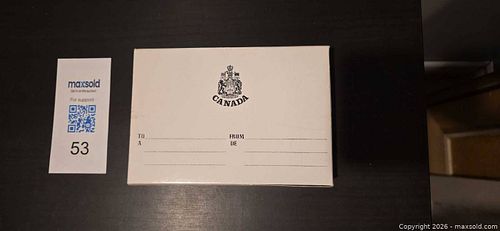 maxsold
For support
53
CANADA
TO
A
FROM
DE
Copyright © 2026 - maxsold.com